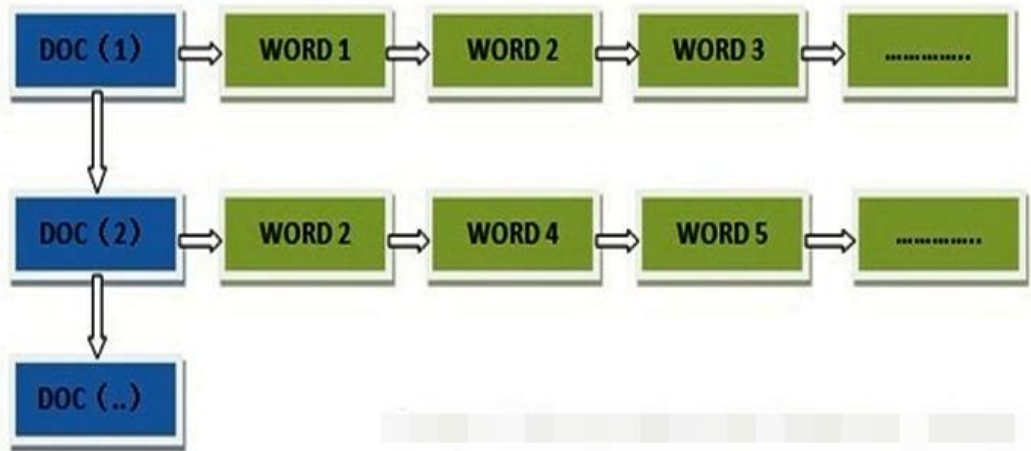 DOC（1） WORD 1 WORD 2 WORD 3 ..............
DOC（2） WORD 2 WORD 4 WORD 5 ..............
DOC（..）